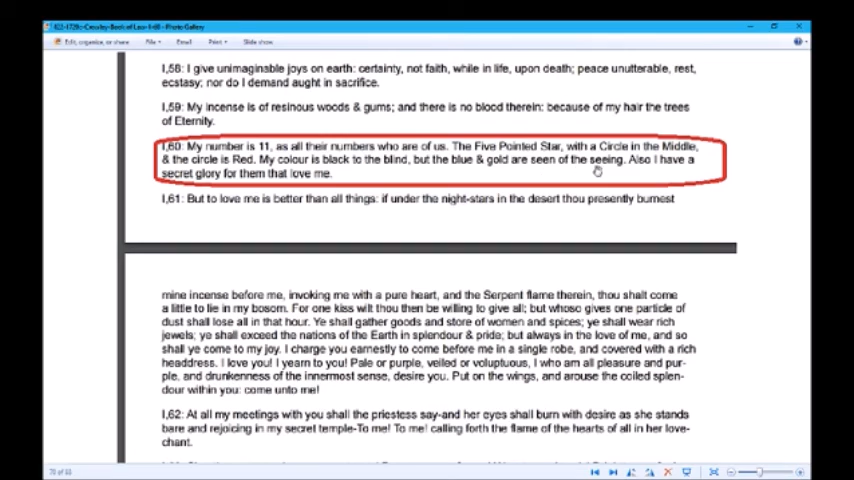 Edit, organize, or share File Email Print Slide show
I,58: I give unimaginable joys on earth: certainty, not faith, while in life, upon death; peace unutterable, rest,
ecstasy; nor do I demand aught in sacrifice.
I,59: My incense is of resinous woods & gums; and there is no blood therein: because of my hair the trees
of Eternity.
I,60: My number is 11, as all their numbers who are of us. The Five Pointed Star, with a Circle in the Middle,
& the circle is Red. My colour is black to the blind, but the blue & gold are seen of the seeing. Also I have a
secret glory for them that love me.
I,61: But to love me is better than all things: if under the night-stars in the desert thou presently burnest
mine incense before me, invoking me with a pure heart, and the Serpent flame therein, thou shalt come
a little to lie in my bosom. For one kiss wilt thou then be willing to give all; but whoso gives one particle of
dust shall lose all in that hour. Ye shall gather goods and store of women and spices; ye shall wear rich
jewels; ye shall exceed the nations of the Earth in splendour & pride; but always in the love of me, and so
shall ye come to my joy. I charge you earnestly to come before me in a single robe, and covered with a rich
headdress. I love you! I yearn to you! Pale or purple, veiled or voluptuous, I who am all pleasure and pur-
ple, and drunkenness of the innermost sense, desire you. Put on the wings, and arouse the coiled splen-
dour within you: come unto me!
I,62: At all my meetings with you shall the priestess say-and her eyes shall burn with desire as she stands
bare and rejoicing in my secret temple-To me! To me! calling forth the flame of the hearts of all in her love-
chant.